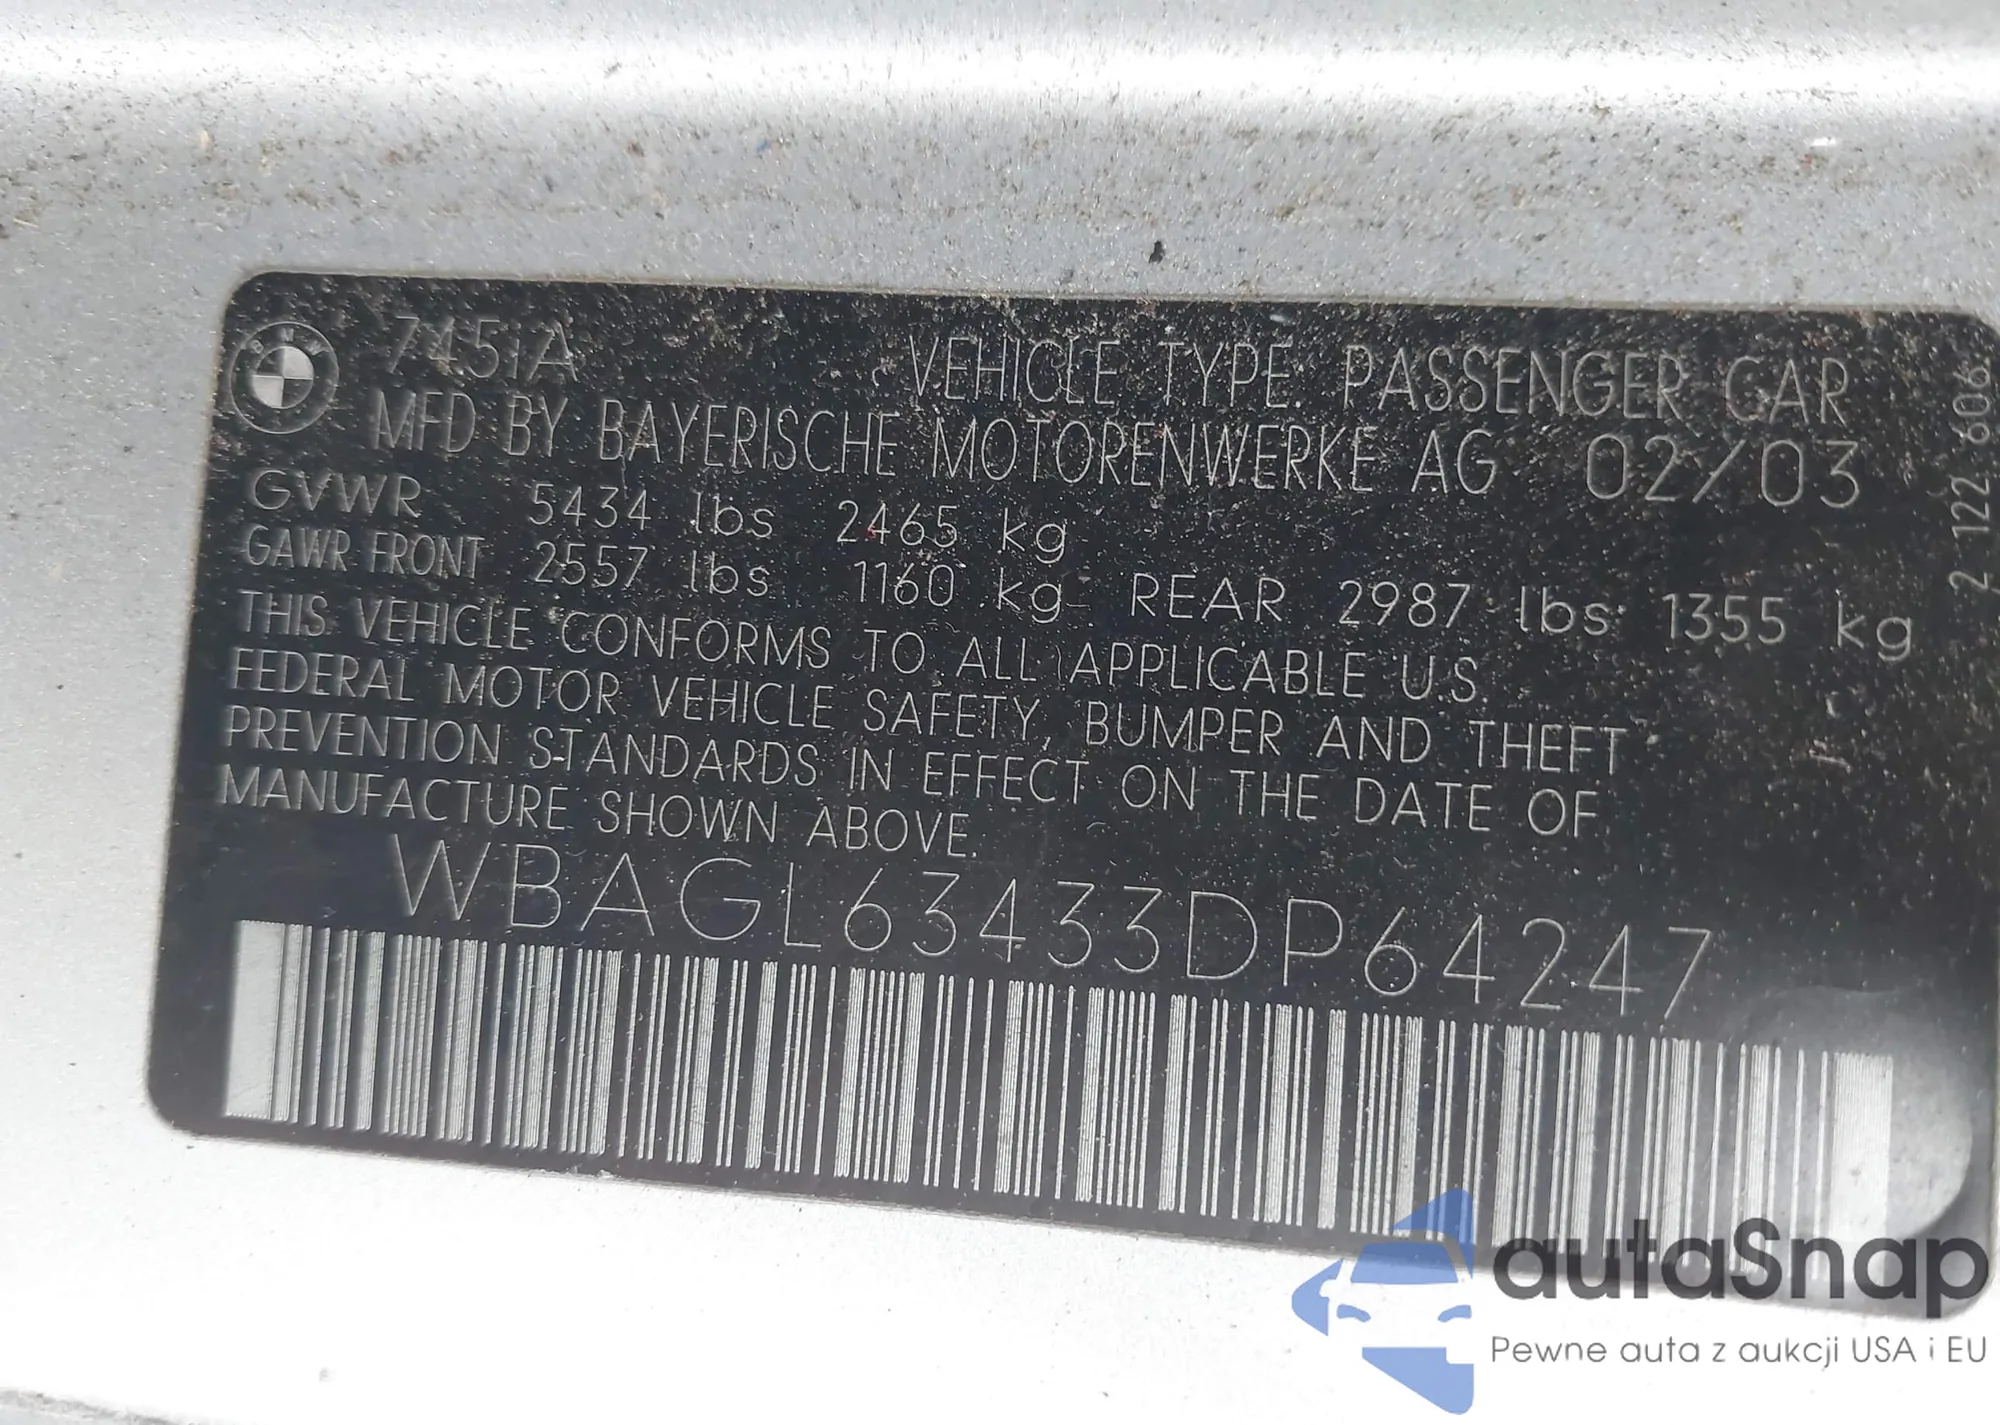 BMW
745iA VEHICLE TYPE: PASSENGER CAR
MFD BY BAYERISCHE MOTORENWERKE AG 02/03
GVWR 5434 lbs 2465 kg
GAWR FRONT 2557 lbs 1160 kg REAR 2987 lbs 1355 kg
THIS VEHICLE CONFORMS TO ALL APPLICABLE U.S.
FEDERAL MOTOR VEHICLE SAFETY, BUMPER AND THEFT
PREVENTION STANDARDS IN EFFECT ON THE DATE OF
MANUFACTURE SHOWN ABOVE.
WBAGL63433DP64247
2 122 606
autaSnap
Pewne auta z aukcji USA i EU